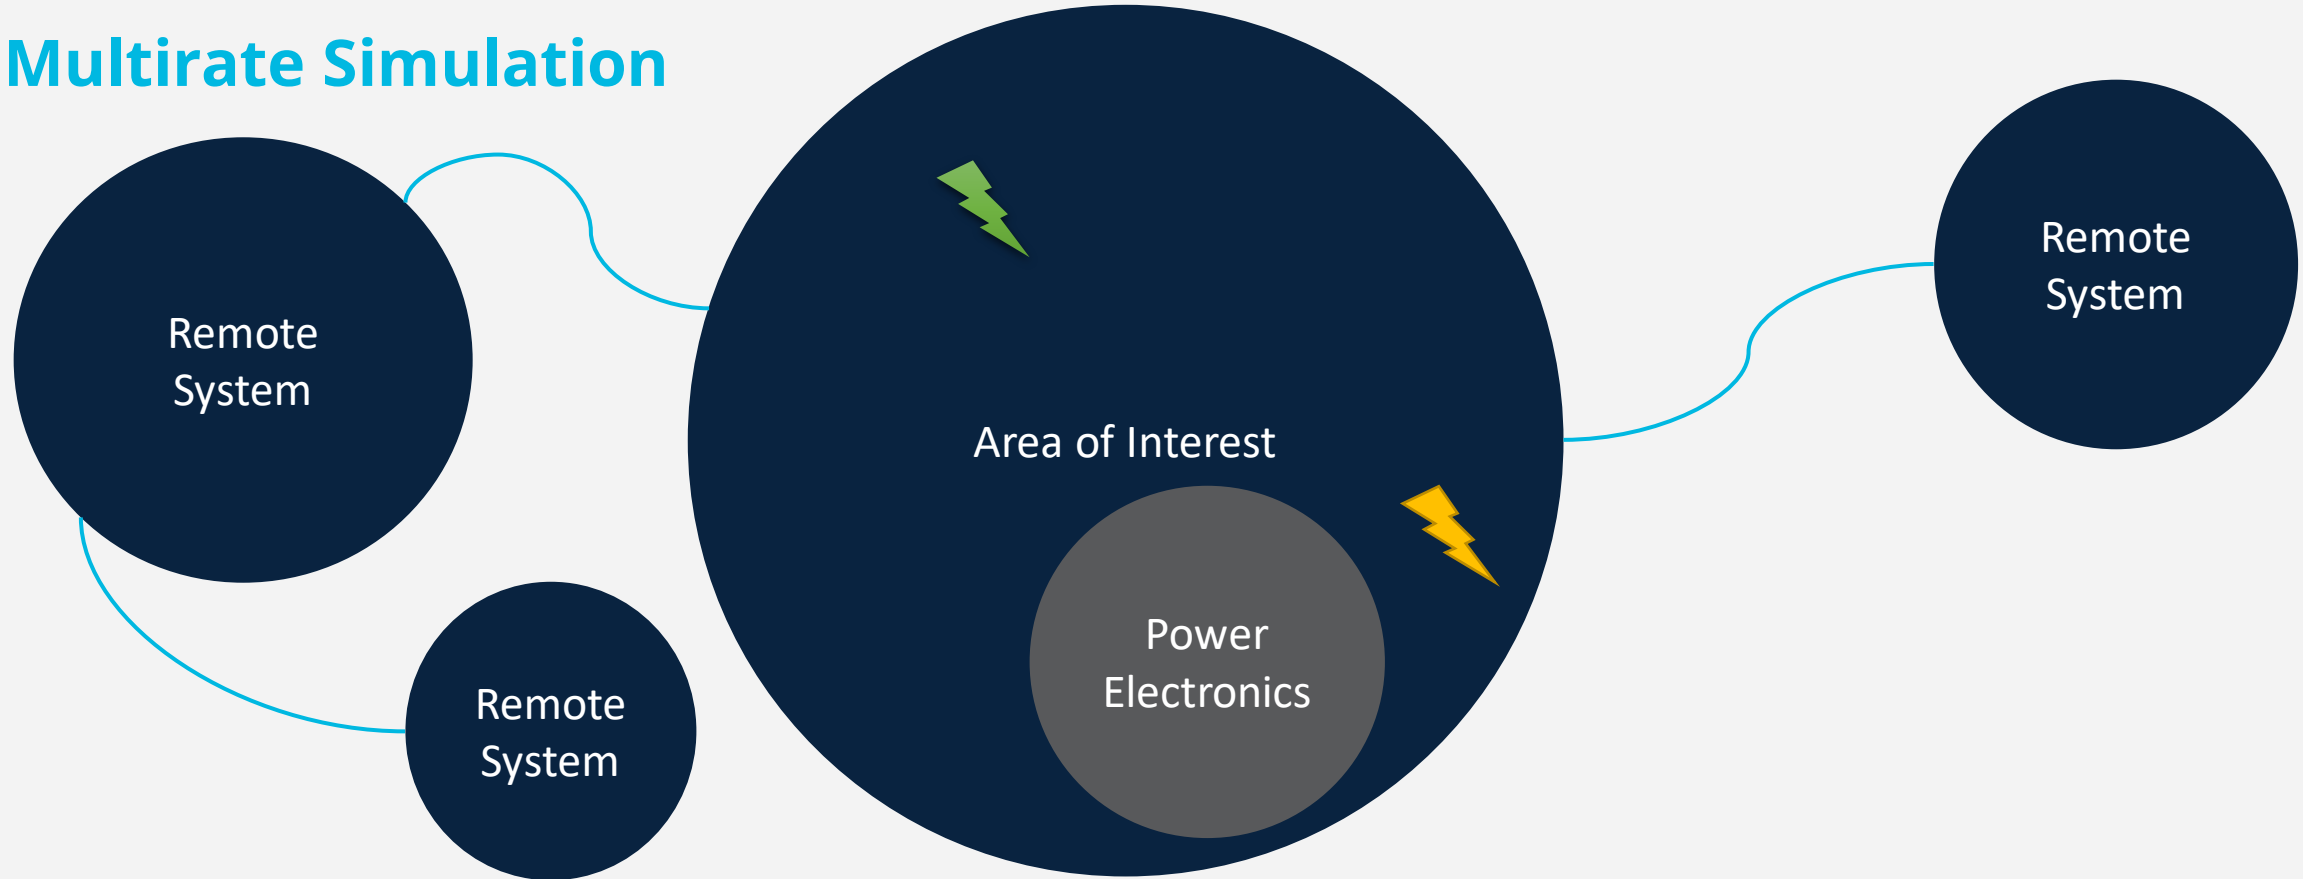 Multirate Simulation
Remote
System
Area of Interest
Power
Electronics
Remote
System
Remote
System